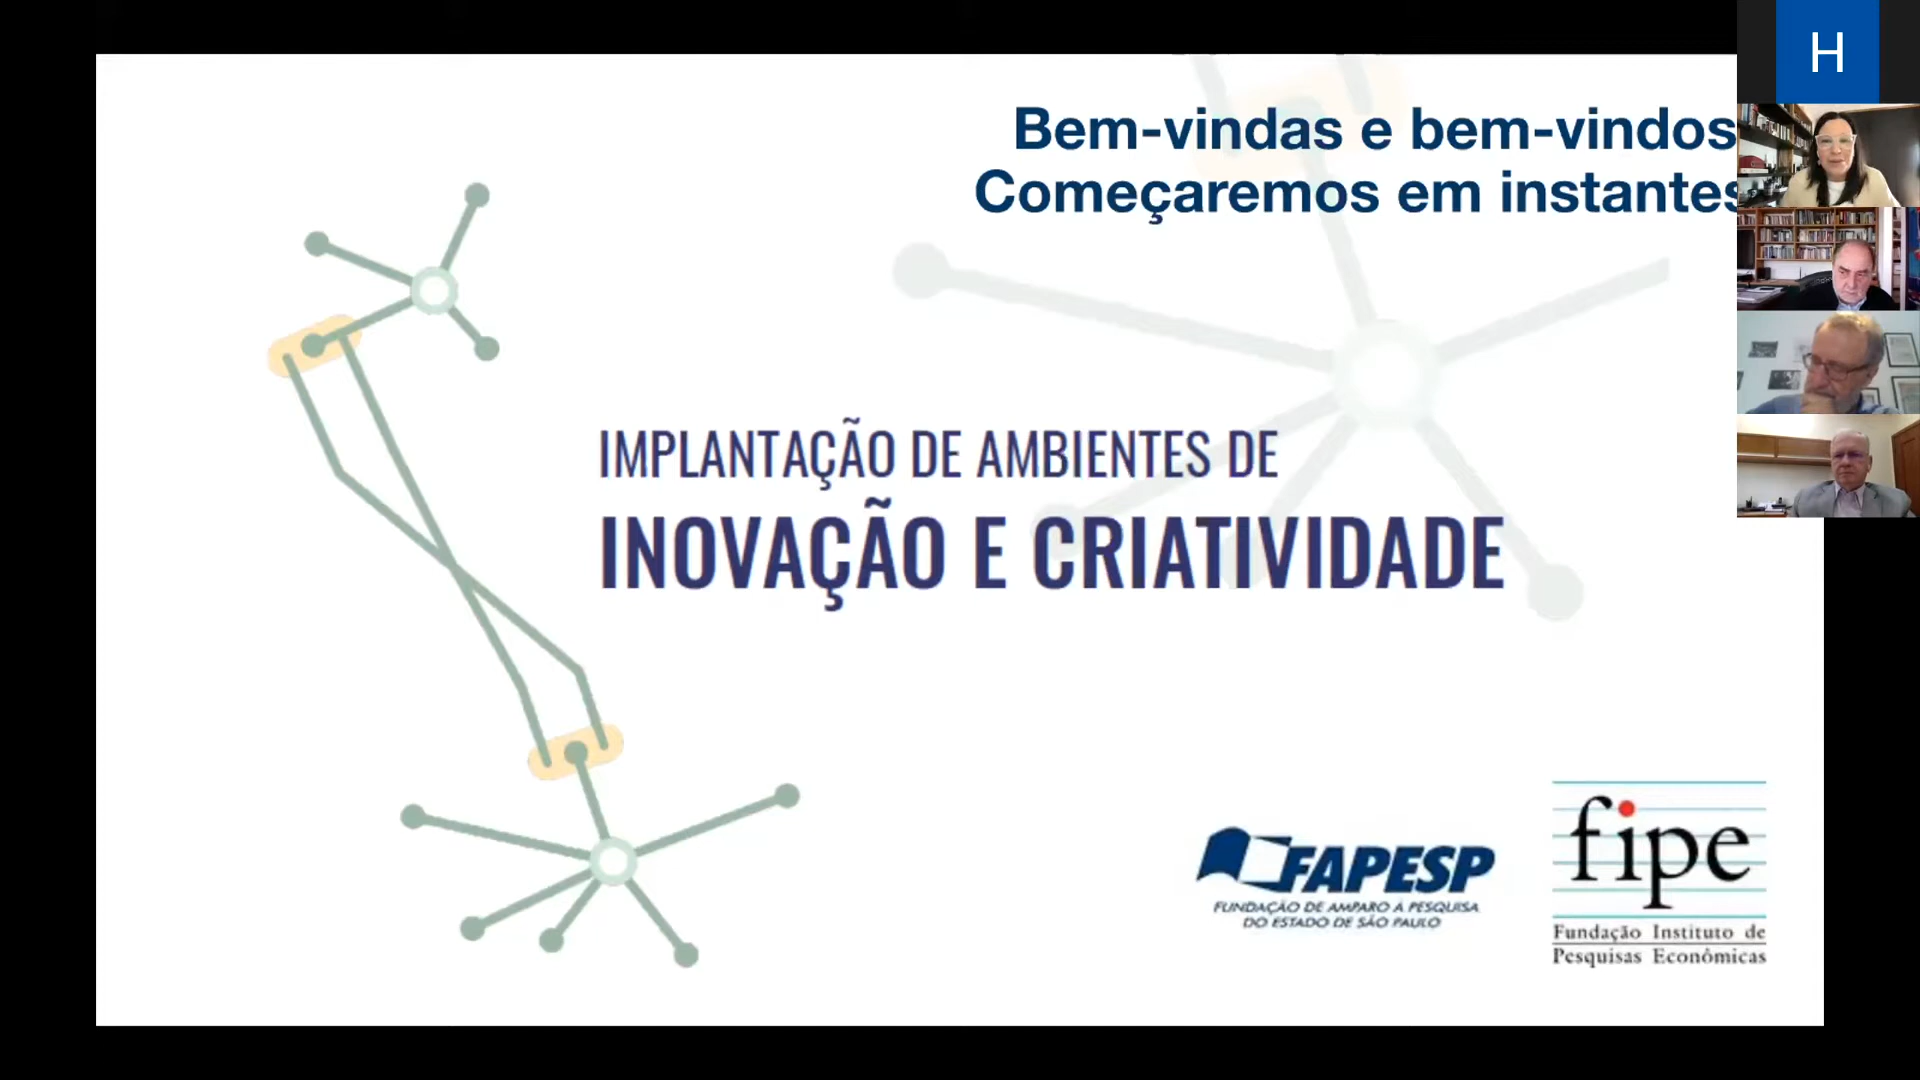 H
Bem-vindas e bem-vindos
Começaremos em instantes
IMPLANTAÇÃO DE AMBIENTES DE
INOVAÇÃO E CRIATIVIDADE
FAPESP
FUNDAÇÃO DE AMPARO À PESQUISA
DO ESTADO DE SÃO PAULO
fipe
Fundação Instituto de
Pesquisas Econômicas